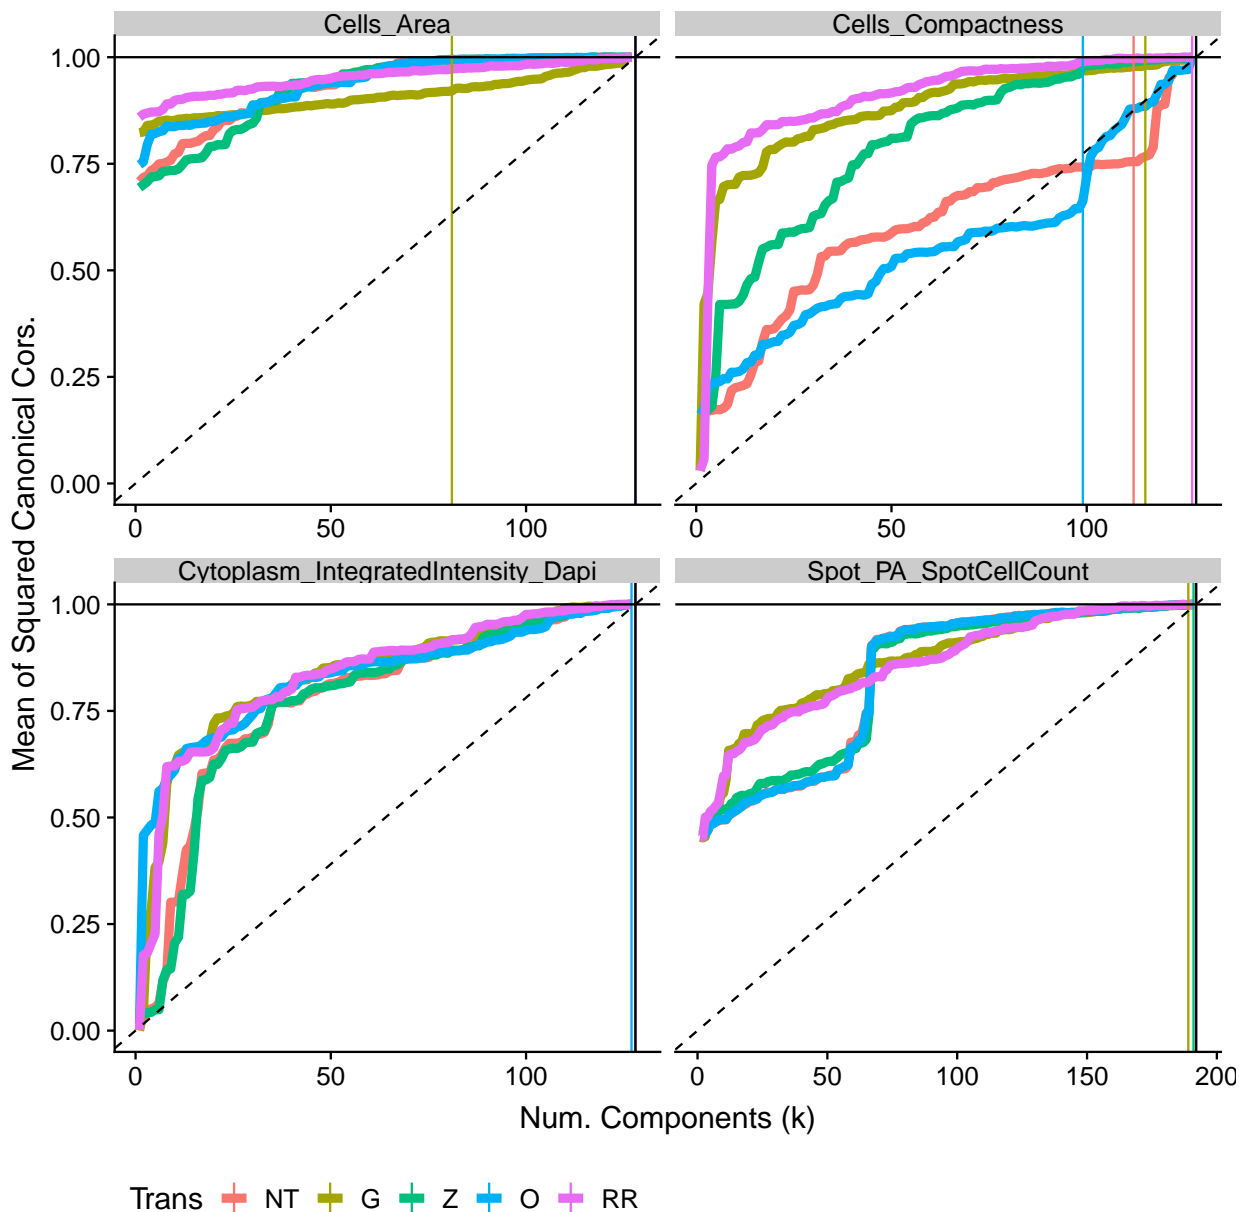 Cells_Area
Cells_Compactness
1.00
0.75
0.50
0.25
0.00
0 50 100
0 50 100
Cytoplasm_IntegratedIntensity_Dapi
Spot_PA_SpotCellCount
1.00
0.75
0.50
0.25
0.00
0 50 100
0 50 100 150 200
Mean of Squared Canonical Cors.
Num. Components (k)
Trans NT G Z O RR